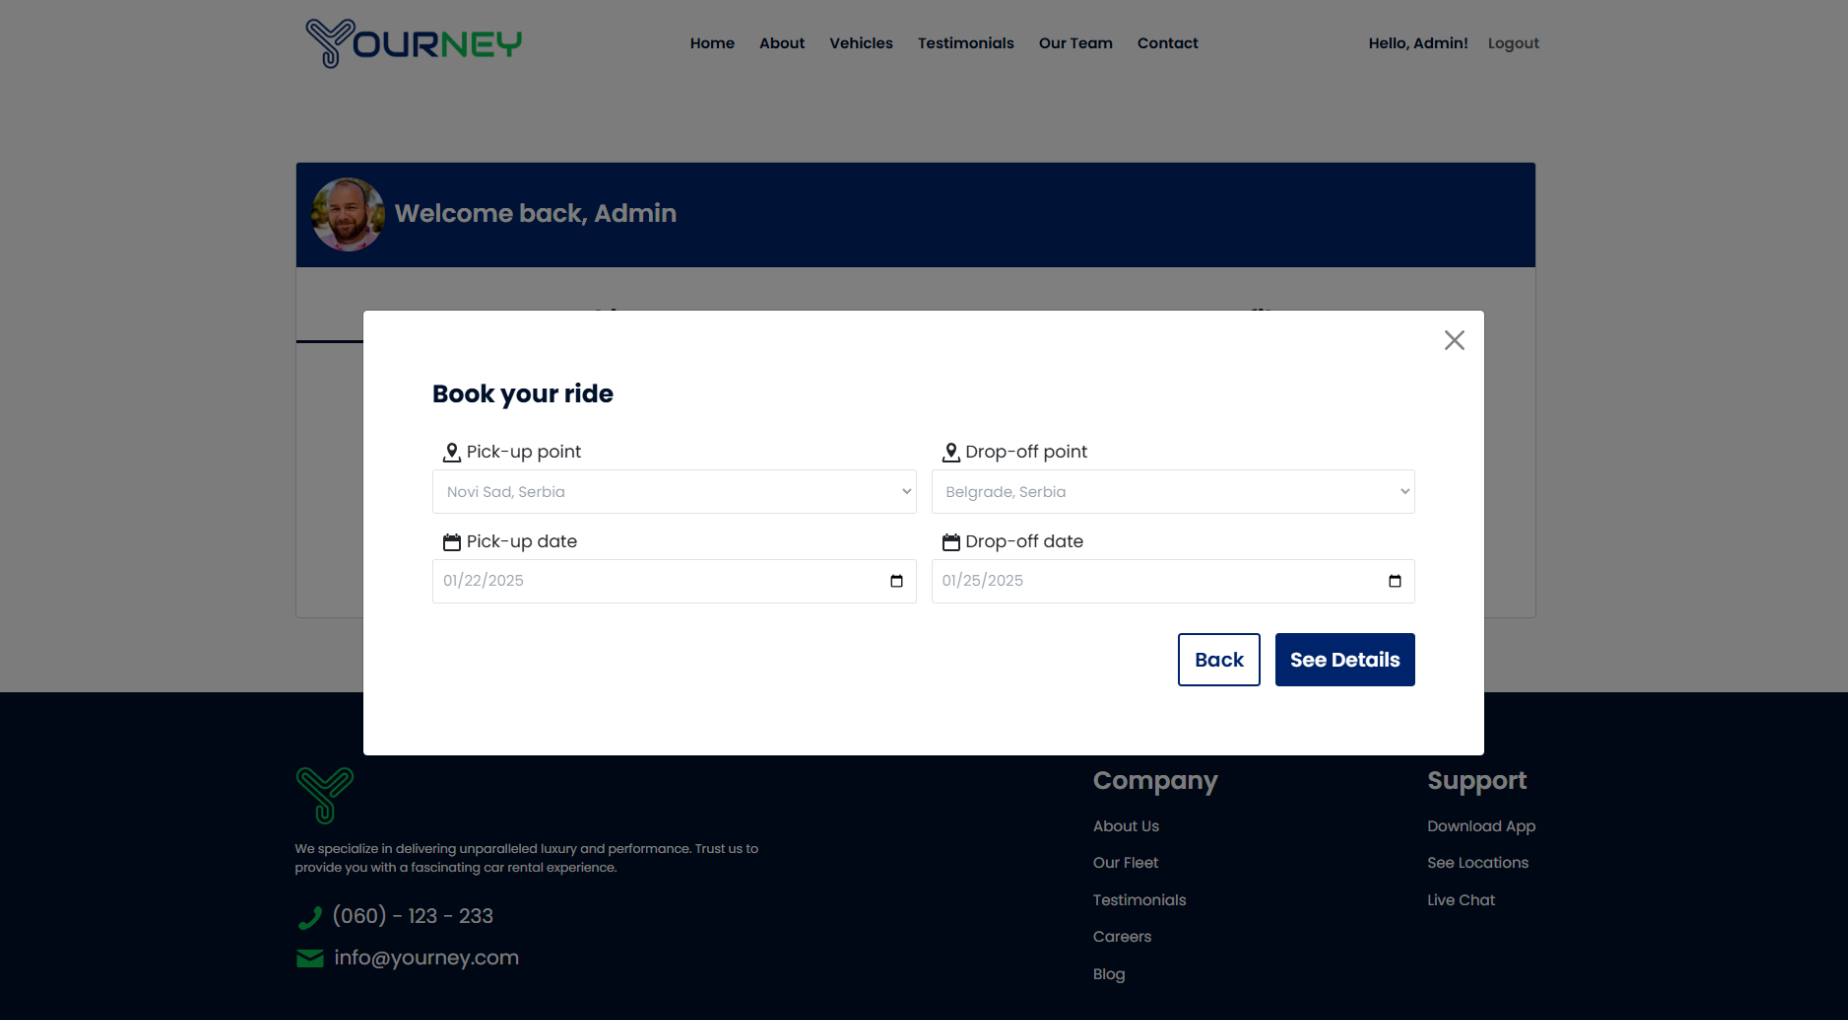 YOURNEY
Home About Vehicles Testimonials Our Team Contact
Hello, Admin! Logout
Welcome back, Admin
Book your ride
Pick-up point
Novi Sad, Serbia
Drop-off point
Belgrade, Serbia
Pick-up date
01/22/2025
Drop-off date
01/25/2025
Back
See Details
We specialize in delivering unparalleled luxury and performance. Trust us to
provide you with a fascinating car rental experience.
(060) - 123 - 233
info@yourney.com
Company
About Us
Our Fleet
Testimonials
Careers
Blog
Support
Download App
See Locations
Live Chat